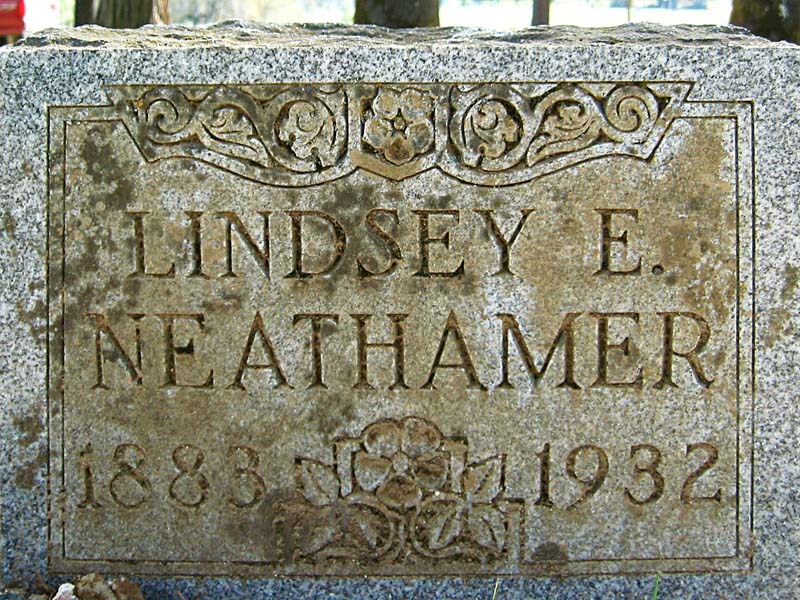 LINDSEY E.
NEATHAMER
1883 1932